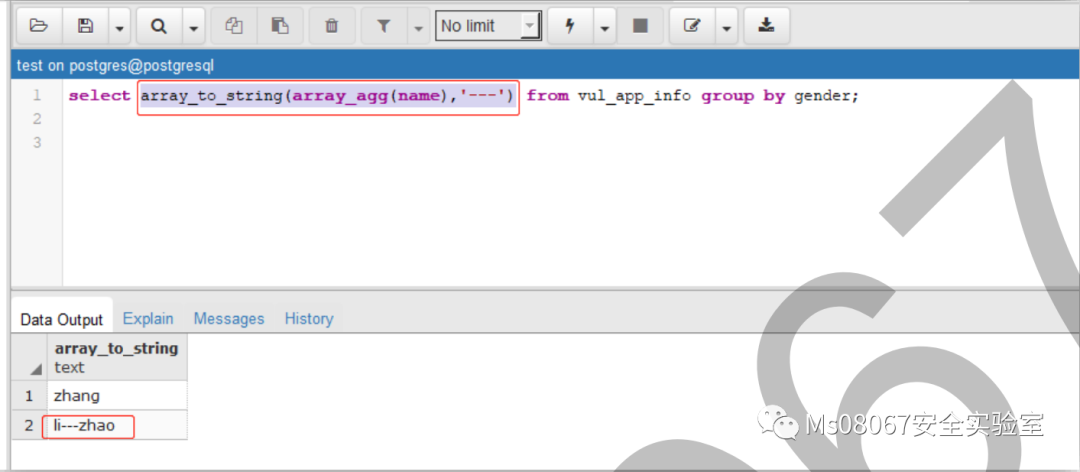 No limit
test on postgres@postgresql
1 select array_to_string(array_agg(name),'---') from vul_app_info group by gender;
2
3
Data Output Explain Messages History
array_to_string
text
1 zhang
2 li---zhao
Ms08067安全实验室
67